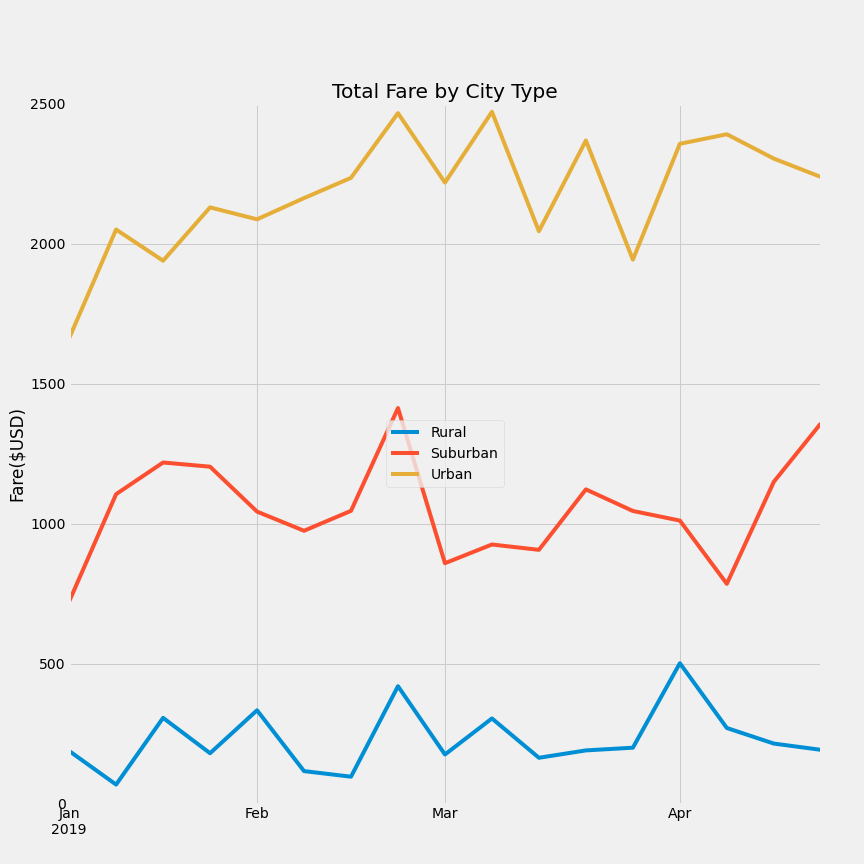 Total Fare by City Type
2500
2000
1500
1000
500
0
Fare($USD)
Rural
Suburban
Urban
Jan Feb Mar Apr
2019